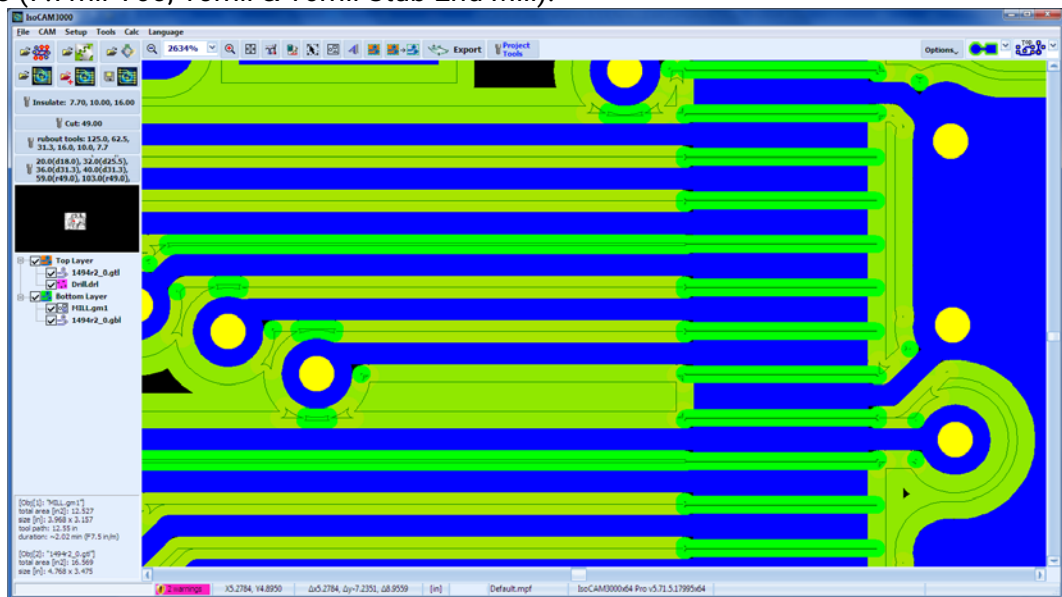 IsoCAM3000
File CAM Setup Tools Calc Language
2634% Export Project Tools Options
Insulate: 7.70, 10.00, 16.00
Cut: 49.00
rubout tools: 125.0, 62.5,
31.3, 16.0, 10.0, 7.7
20.0(d18.0), 32.0(d25.5),
36.0(d31.3), 40.0(d31.3),
59.0(r49.0), 103.0(r49.0),
Top Layer
1494r2_0.gtl
Drill.drl
Bottom Layer
MILL.gm1
1494r2_0.gbl
[Obj[1]: "MILL.gm1"]
total area [in2]: 12.527
size [in]: 3.968 x 3.157
tool path: 12.55 in
duration: ~2.02 min (F7.5 in/m)
[Obj[2]: "1494r2_0.gtl"]
total area [in2]: 16.569
size [in]: 4.768 x 3.475
2 warnings X5.2784, Y4.8950 Δx5.2784, Δy-7.2351, Δ8.9559 [in] Default.mpf IsoCAM3000x64 Pro v5.71.5.17995x64